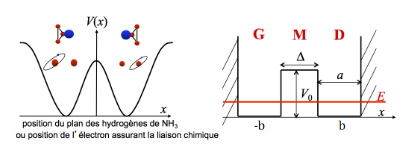 V(x)
x
position du plan des hydrogènes de NH3
ou position de l' électron assurant la liaison chimique
G M D
Δ
a
V0
E
x
-b b